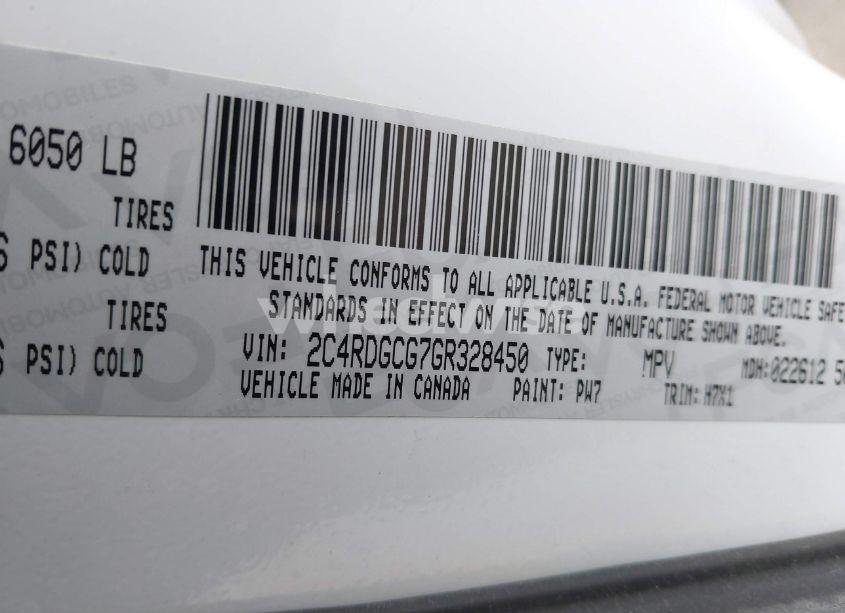 6050 LB
TIRES
PSI) COLD
TIRES
PSI) COLD
THIS VEHICLE CONFORMS TO ALL APPLICABLE U.S.A. FEDERAL MOTOR VEHICLE SAFE
STANDARDS IN EFFECT ON THE DATE OF MANUFACTURE SHOWN ABOVE.
VIN: 2C4RDGCG7GR328450 TYPE: MPV MDH:022612
VEHICLE MADE IN CANADA PAINT: PW7 TRIM: H7X1